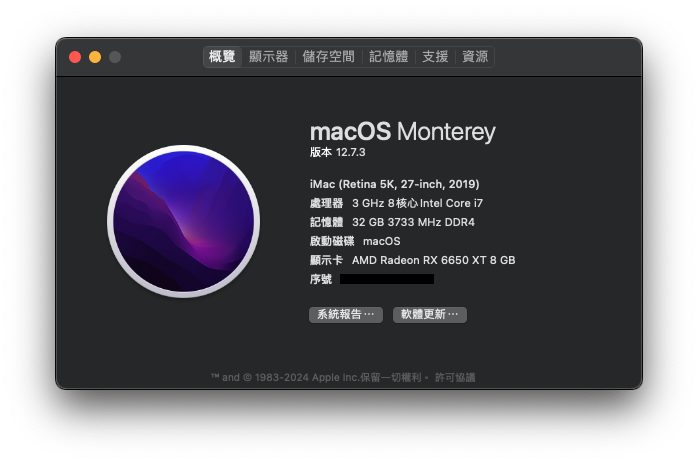 概覽 顯示器 儲存空間 記憶體 支援 資源
macOS Monterey
版本 12.7.3
iMac (Retina 5K, 27-inch, 2019)
處理器 3 GHz 8核心Intel Core i7
記憶體 32 GB 3733 MHz DDR4
啟動磁碟 macOS
顯示卡 AMD Radeon RX 6650 XT 8 GB
序號
系統報告⋯ 軟體更新⋯
™ and © 1983-2024 Apple Inc.保留一切權利。 許可協議